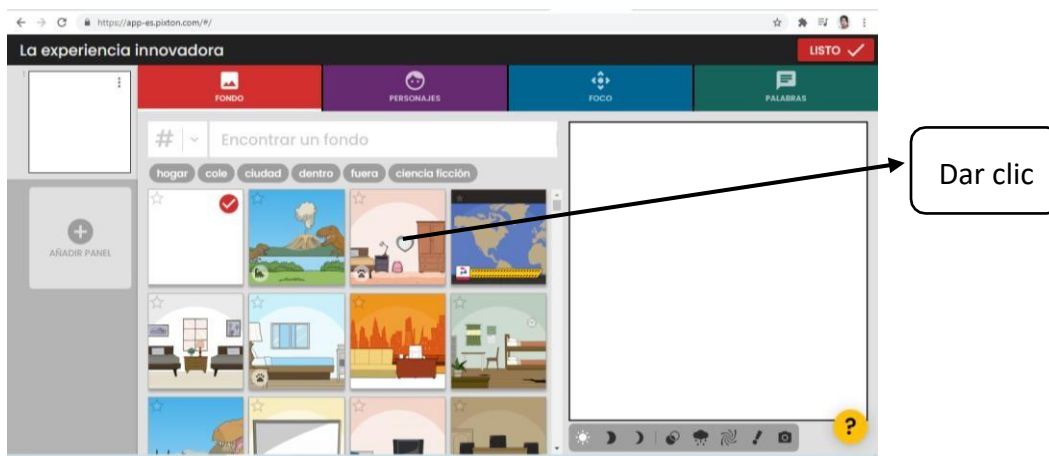 https://app-es.pixton.com/#/
La experiencia innovadora
LISTO
1
FONDO
PERSONAJES
FOCO
PALABRAS
# Encontrar un fondo
hogar cole ciudad dentro fuera ciencia ficción
AÑADIR PANEL
Dar clic
?